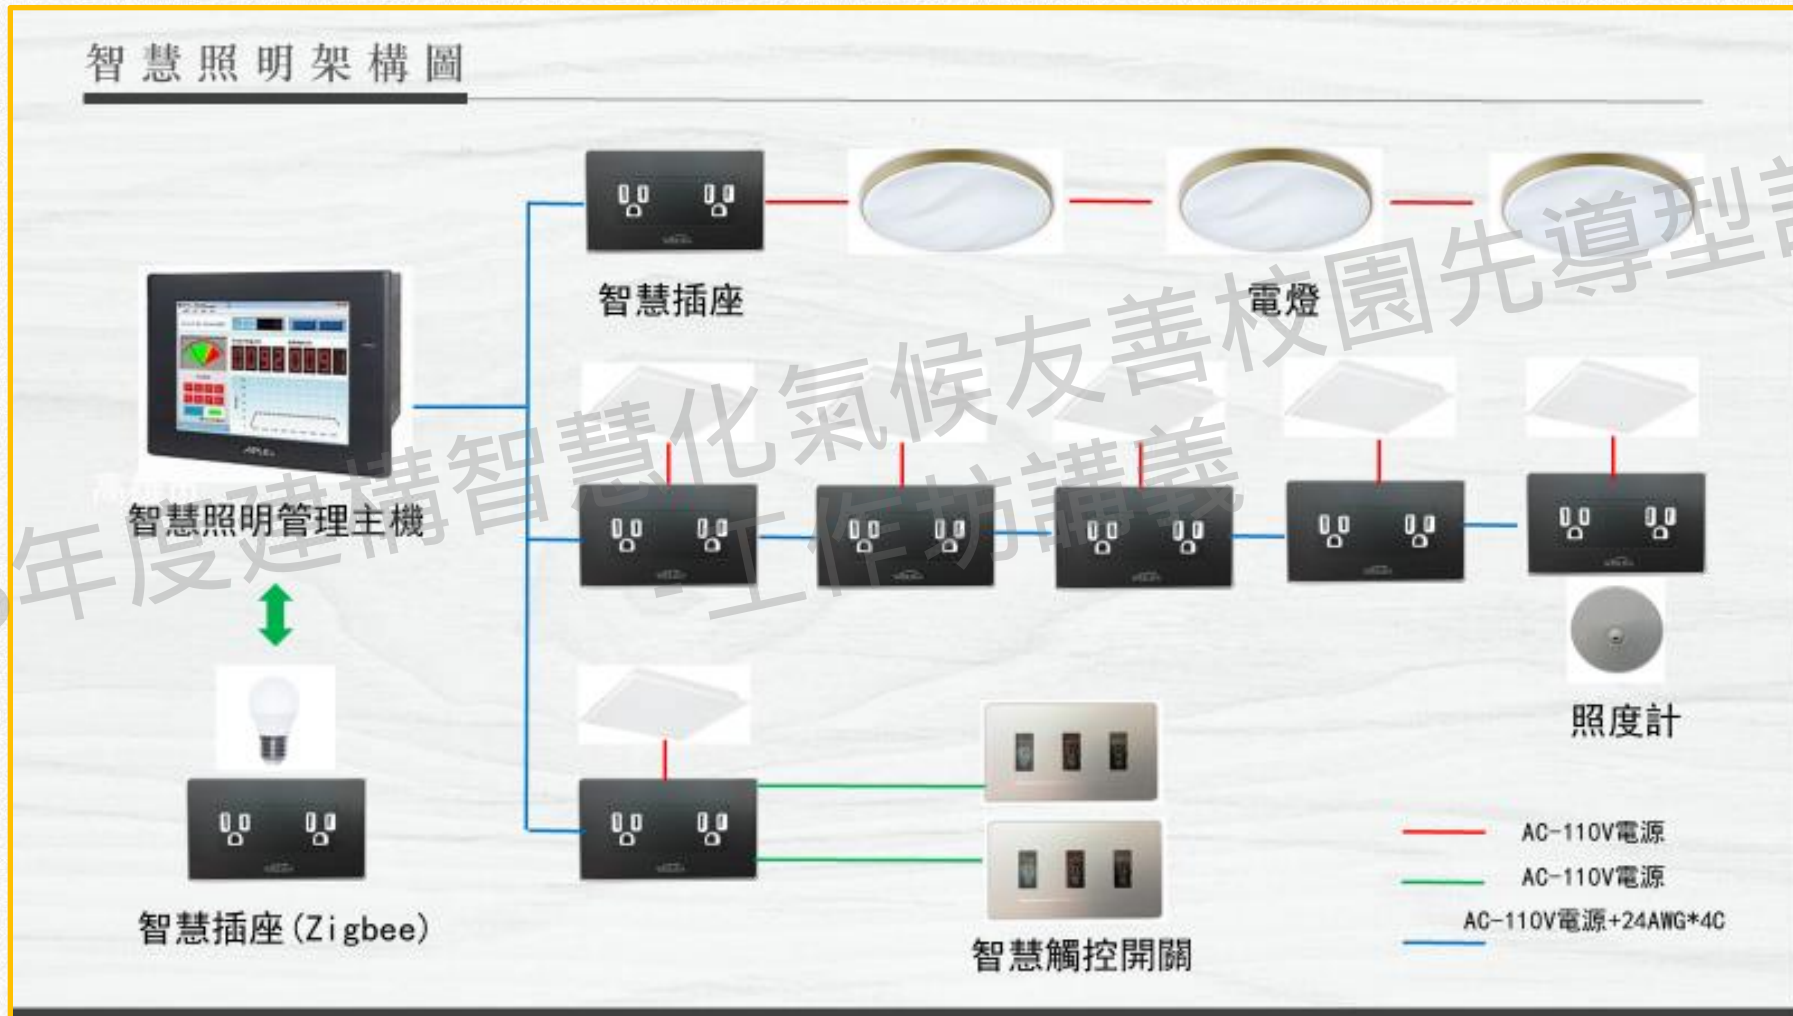 智慧照明架構圖
智慧插座
電燈
智慧照明管理主機
年度建構智慧化氣候友善校園先導型
工作坊講義
照度計
智慧插座(Zigbee)
智慧觸控開關
AC-110V電源
AC-110V電源
AC-110V電源+24AWG*4C